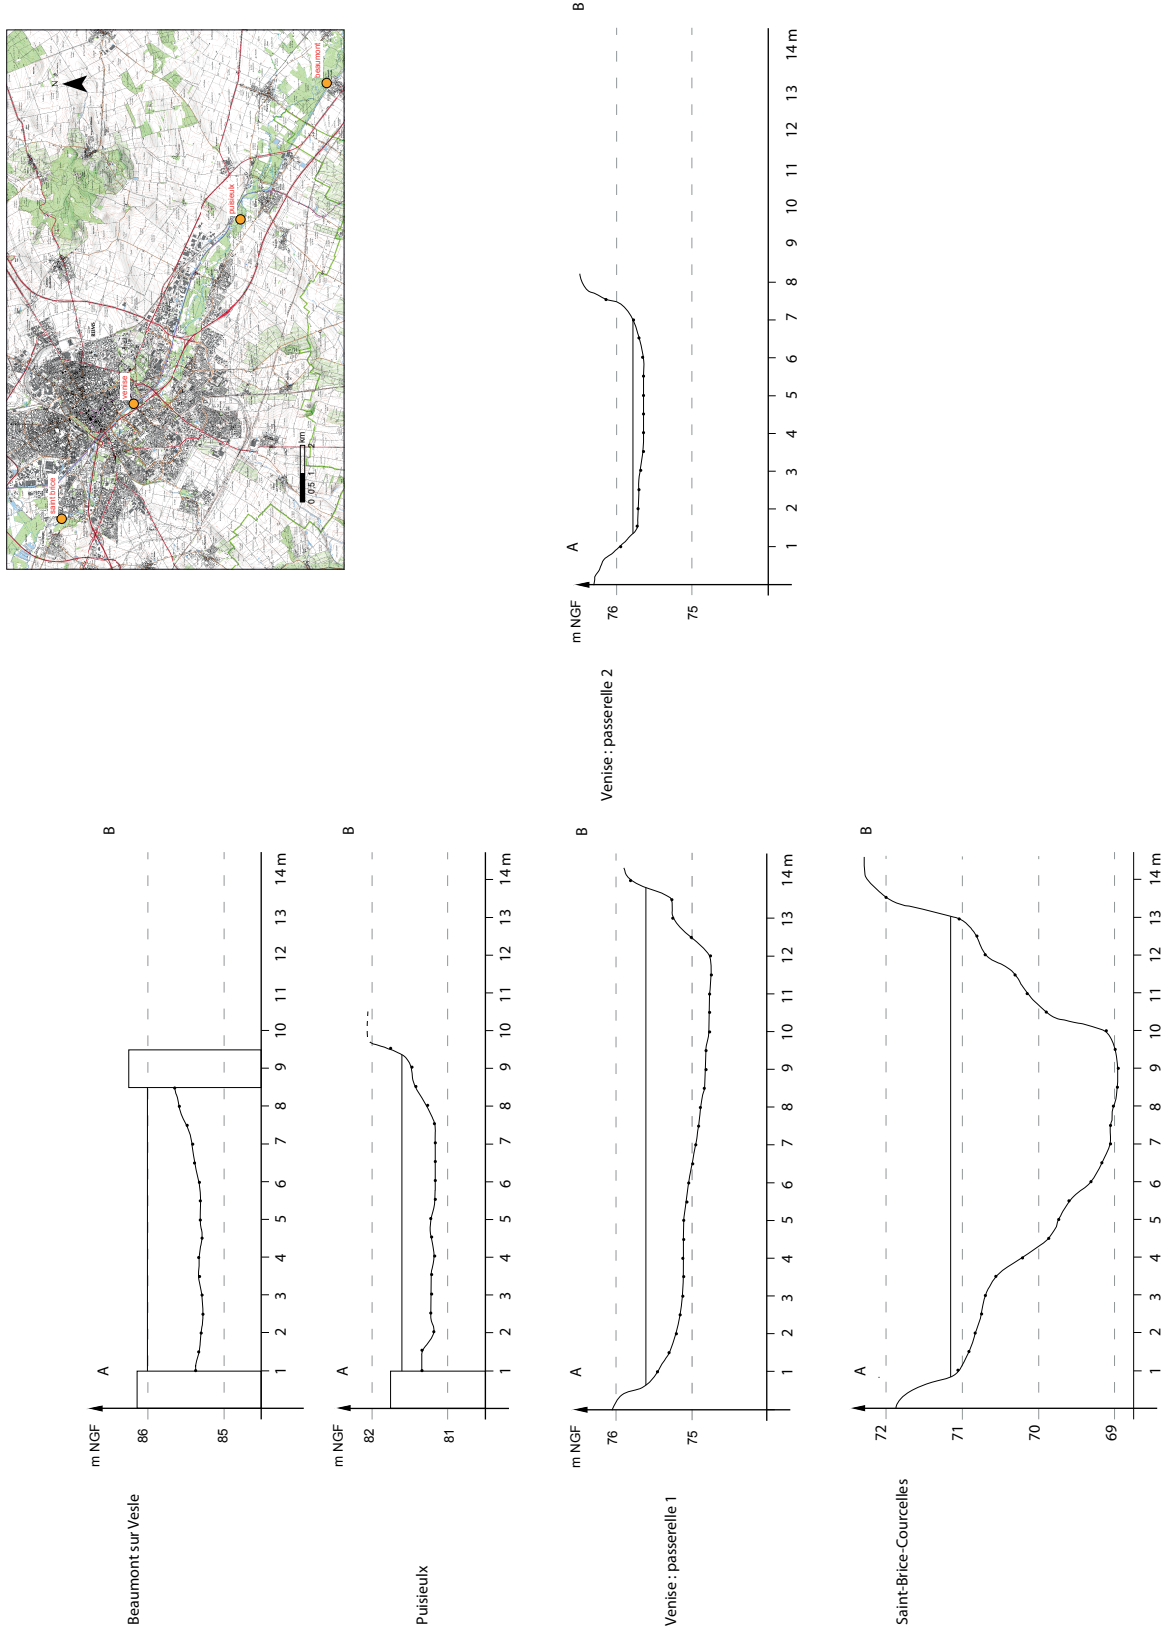 Beaumont sur Vesle
m NGF
A
B
86
85
1 2 3 4 5 6 7 8 9 10 11 12 13 14 m
Puisieulx
m NGF
A
B
82
81
1 2 3 4 5 6 7 8 9 10 11 12 13 14 m
Venise : passerelle 1
m NGF
A
B
76
75
1 2 3 4 5 6 7 8 9 10 11 12 13 14 m
Saint-Brice-Courcelles
A
B
72
71
70
69
1 2 3 4 5 6 7 8 9 10 11 12 13 14 m
saint brice
venise
puisieulx
beaumont
REIMS
N
0 0.5 1 2
km
Venise : passerelle 2
m NGF
A
B
76
75
1 2 3 4 5 6 7 8 9 10 11 12 13 14 m